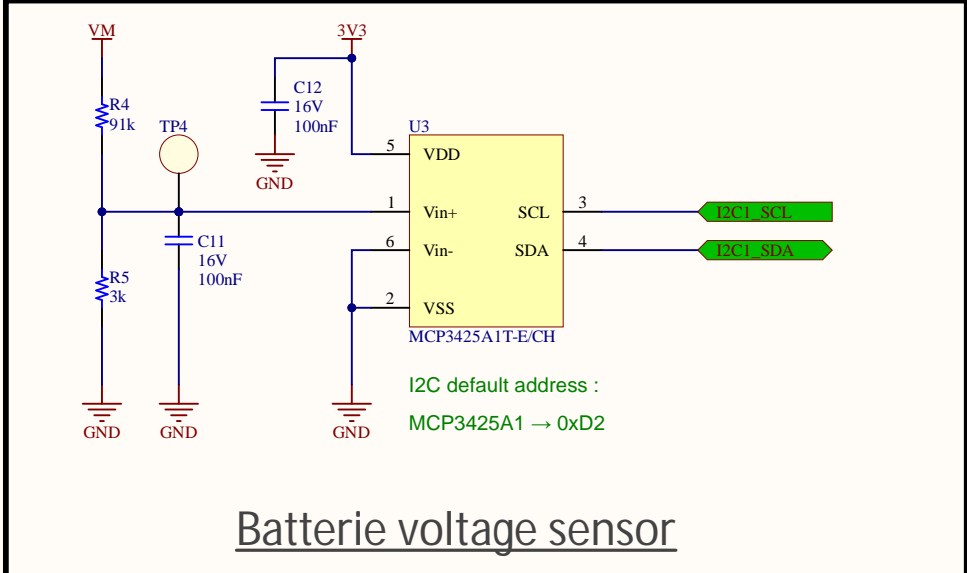 VM
3V3
R4
91k
TP4
C12
16V
100nF
GND
U3
5
VDD
1
Vin+
SCL
3
I2C1_SCL
6
Vin-
SDA
4
I2C1_SDA
2
VSS
C11
16V
100nF
R5
3k
MCP3425A1T-E/CH
GND
GND
GND
I2C default address :
MCP3425A1 → 0xD2
Batterie voltage sensor